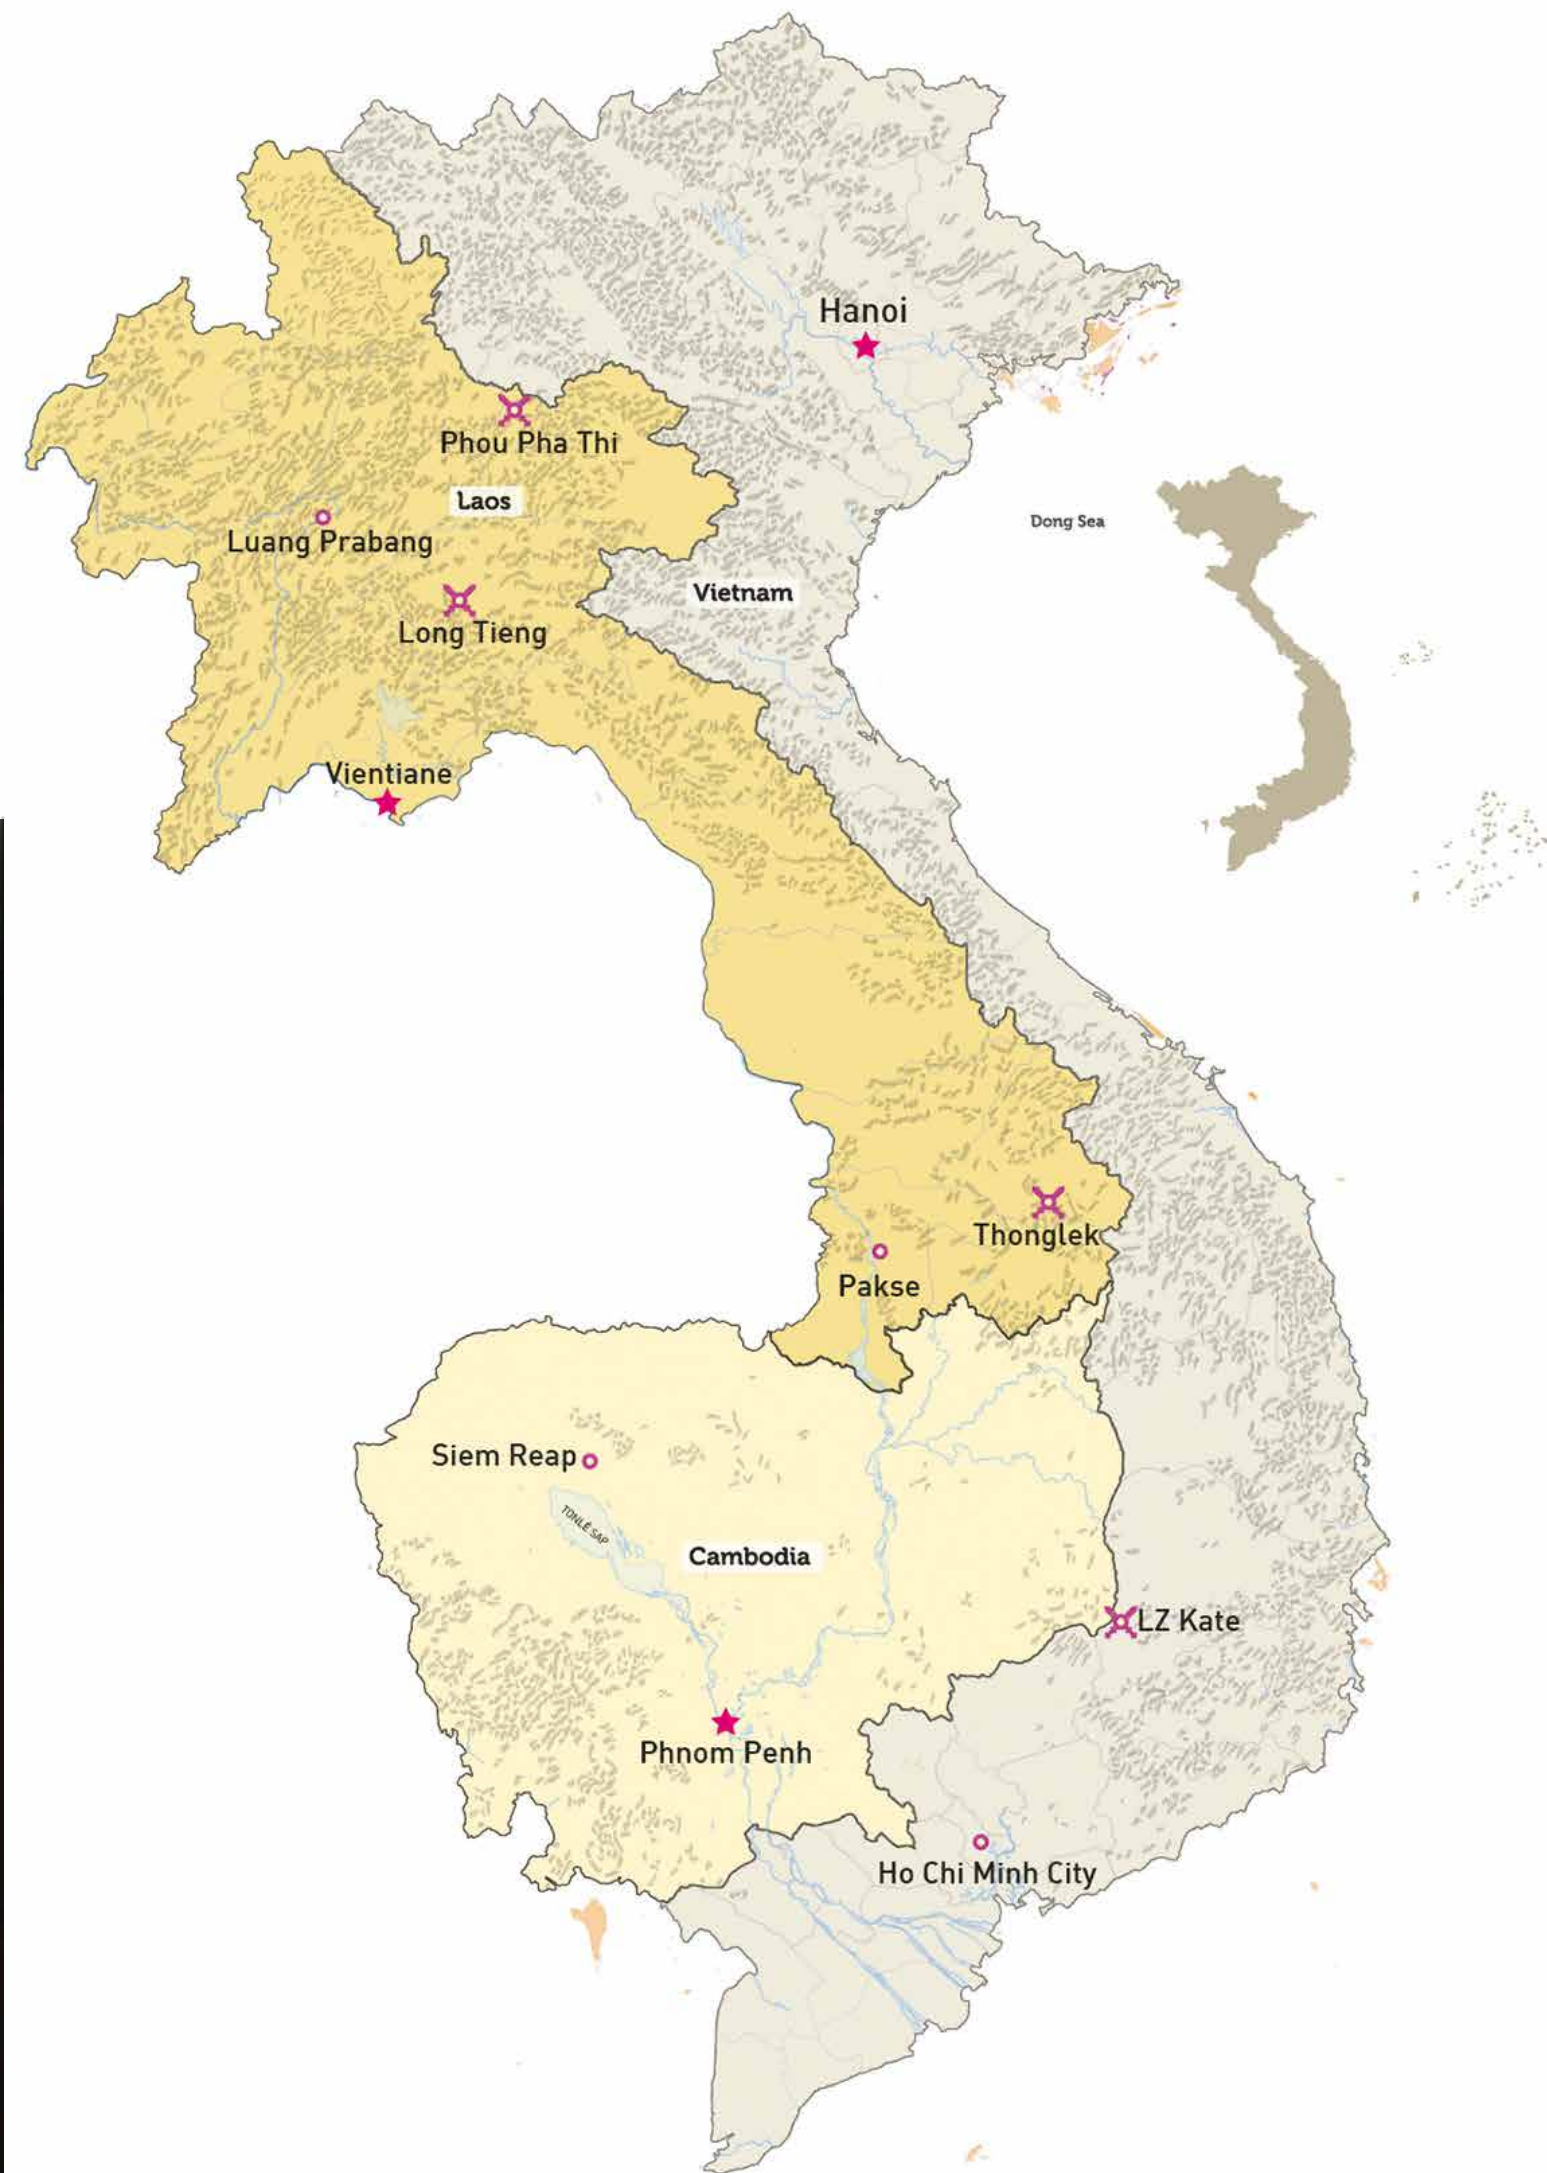 Hanoi
Phou Pha Thi
Laos
Dong Sea
Luang Prabang
Vietnam
Long Tieng
Vientiane
Thonglek
Pakse
Siem Reap
TONLÉ SAP
Cambodia
LZ Kate
Phnom Penh
Ho Chi Minh City